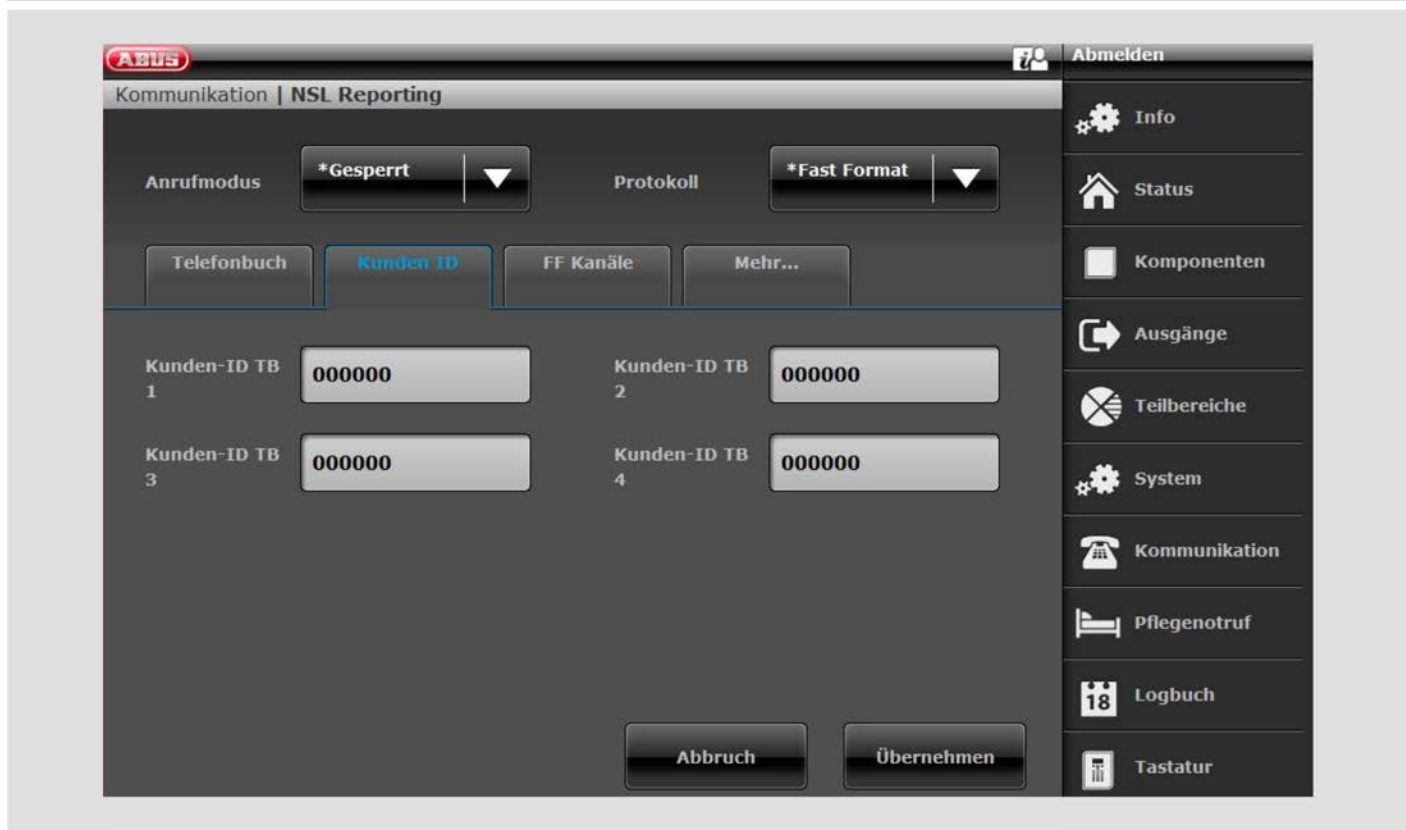 ABUS
Abmelden
Kommunikation | NSL Reporting
Anrufmodus
*Gesperrt
Protokoll
*Fast Format
Telefonbuch
Kunden ID
FF Kanäle
Mehr...
Kunden-ID TB
1
000000
Kunden-ID TB
2
000000
Kunden-ID TB
3
000000
Kunden-ID TB
4
000000
Abbruch
Übernehmen
Info
Status
Komponenten
Ausgänge
Teilbereiche
System
Kommunikation
Pflegenotruf
18
Logbuch
Tastatur